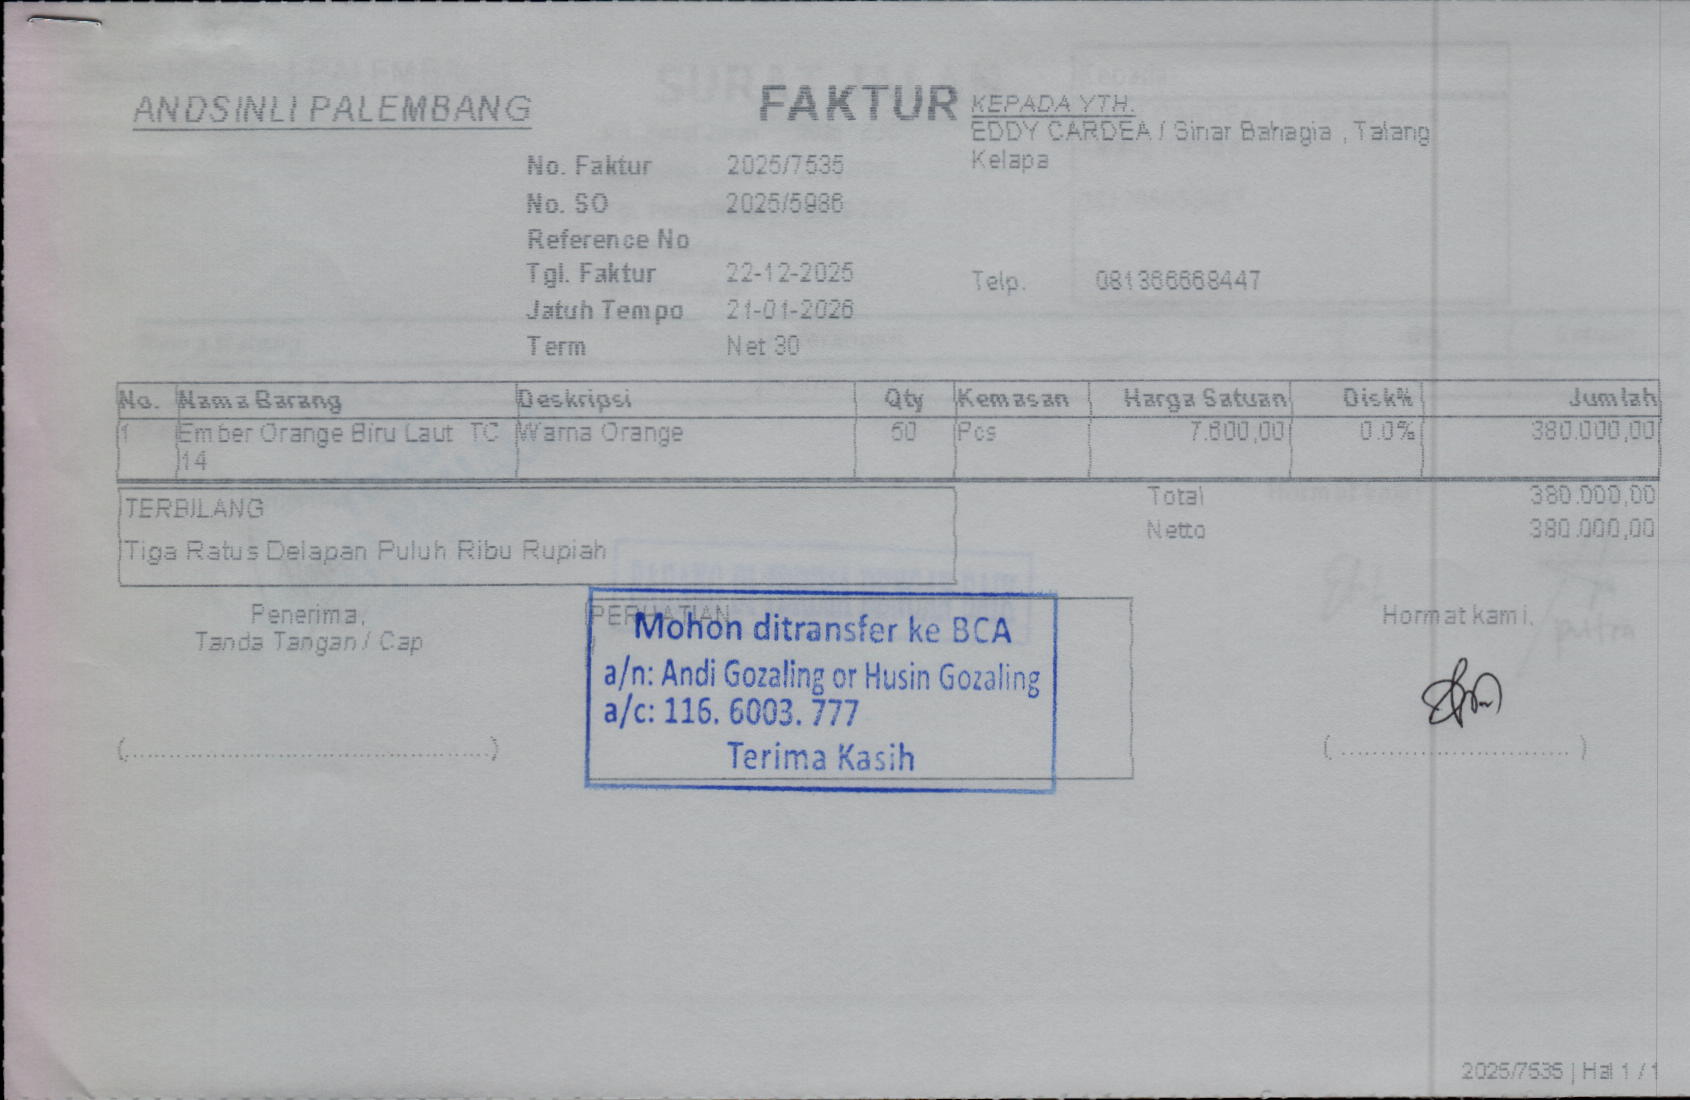 ANDSINLI PALEMBANG
FAKTUR
KEPADA YTH.
EDDY CARDEA / Sinar Bahagia , Talang
Kelapa
No. Faktur 2025/7535
No. SO 2025/5986
Reference No
Tgl. Faktur 22-12-2025
Telp. 081366668447
Jatuh Tempo 21-01-2026
Term Net 30
No. Nama Barang Deskripsi Qty Kemasan Harga Satuan Disk% Jumlah
1 Ember Orange Biru Laut TC Warna Orange 50 Pcs 7.600,00 0.0% 380.000,00
14
Total 380.000,00
TERBILANG
Netto 380.000,00
Tiga Ratus Delapan Puluh Ribu Rupiah
Penerima,
Tanda Tangan / Cap
PERHATIAN
Mohon ditransfer ke BCA
a/n: Andi Gozaling or Husin Gozaling
a/c: 116. 6003. 777
Terima Kasih
Hormat kami,
(......................................)
( ............................ )
2025/7535 | Hal 1 / 1